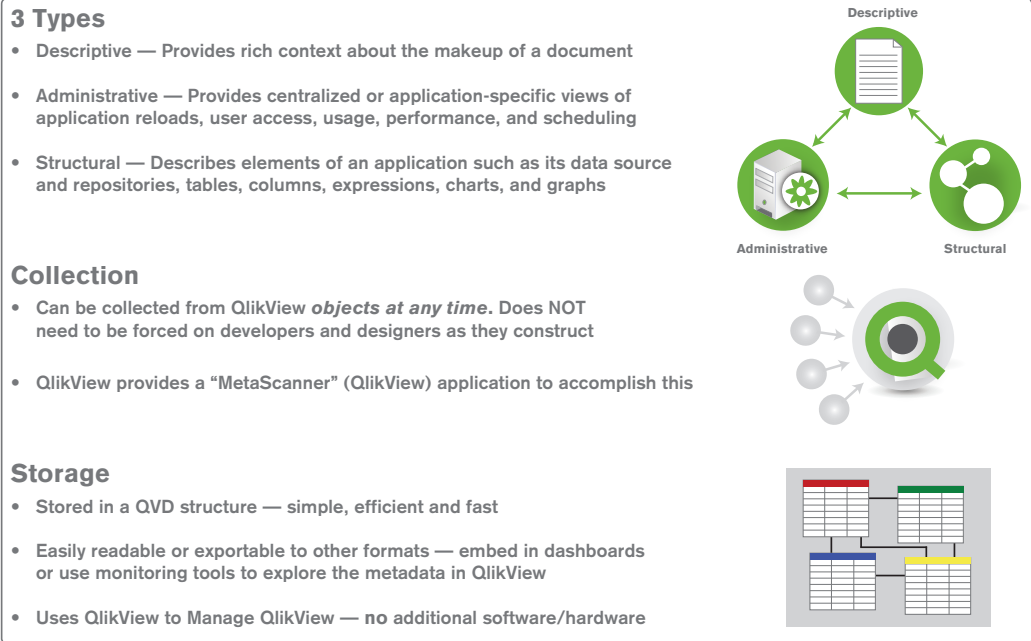 3 Types
• Descriptive — Provides rich context about the makeup of a document
• Administrative — Provides centralized or application-specific views of
application reloads, user access, usage, performance, and scheduling
• Structural — Describes elements of an application such as its data source
and repositories, tables, columns, expressions, charts, and graphs
Descriptive
Administrative
Structural
Collection
• Can be collected from QlikView objects at any time. Does NOT
need to be forced on developers and designers as they construct
• QlikView provides a “MetaScanner” (QlikView) application to accomplish this
Storage
• Stored in a QVD structure — simple, efficient and fast
• Easily readable or exportable to other formats — embed in dashboards
or use monitoring tools to explore the metadata in QlikView
• Uses QlikView to Manage QlikView — no additional software/hardware